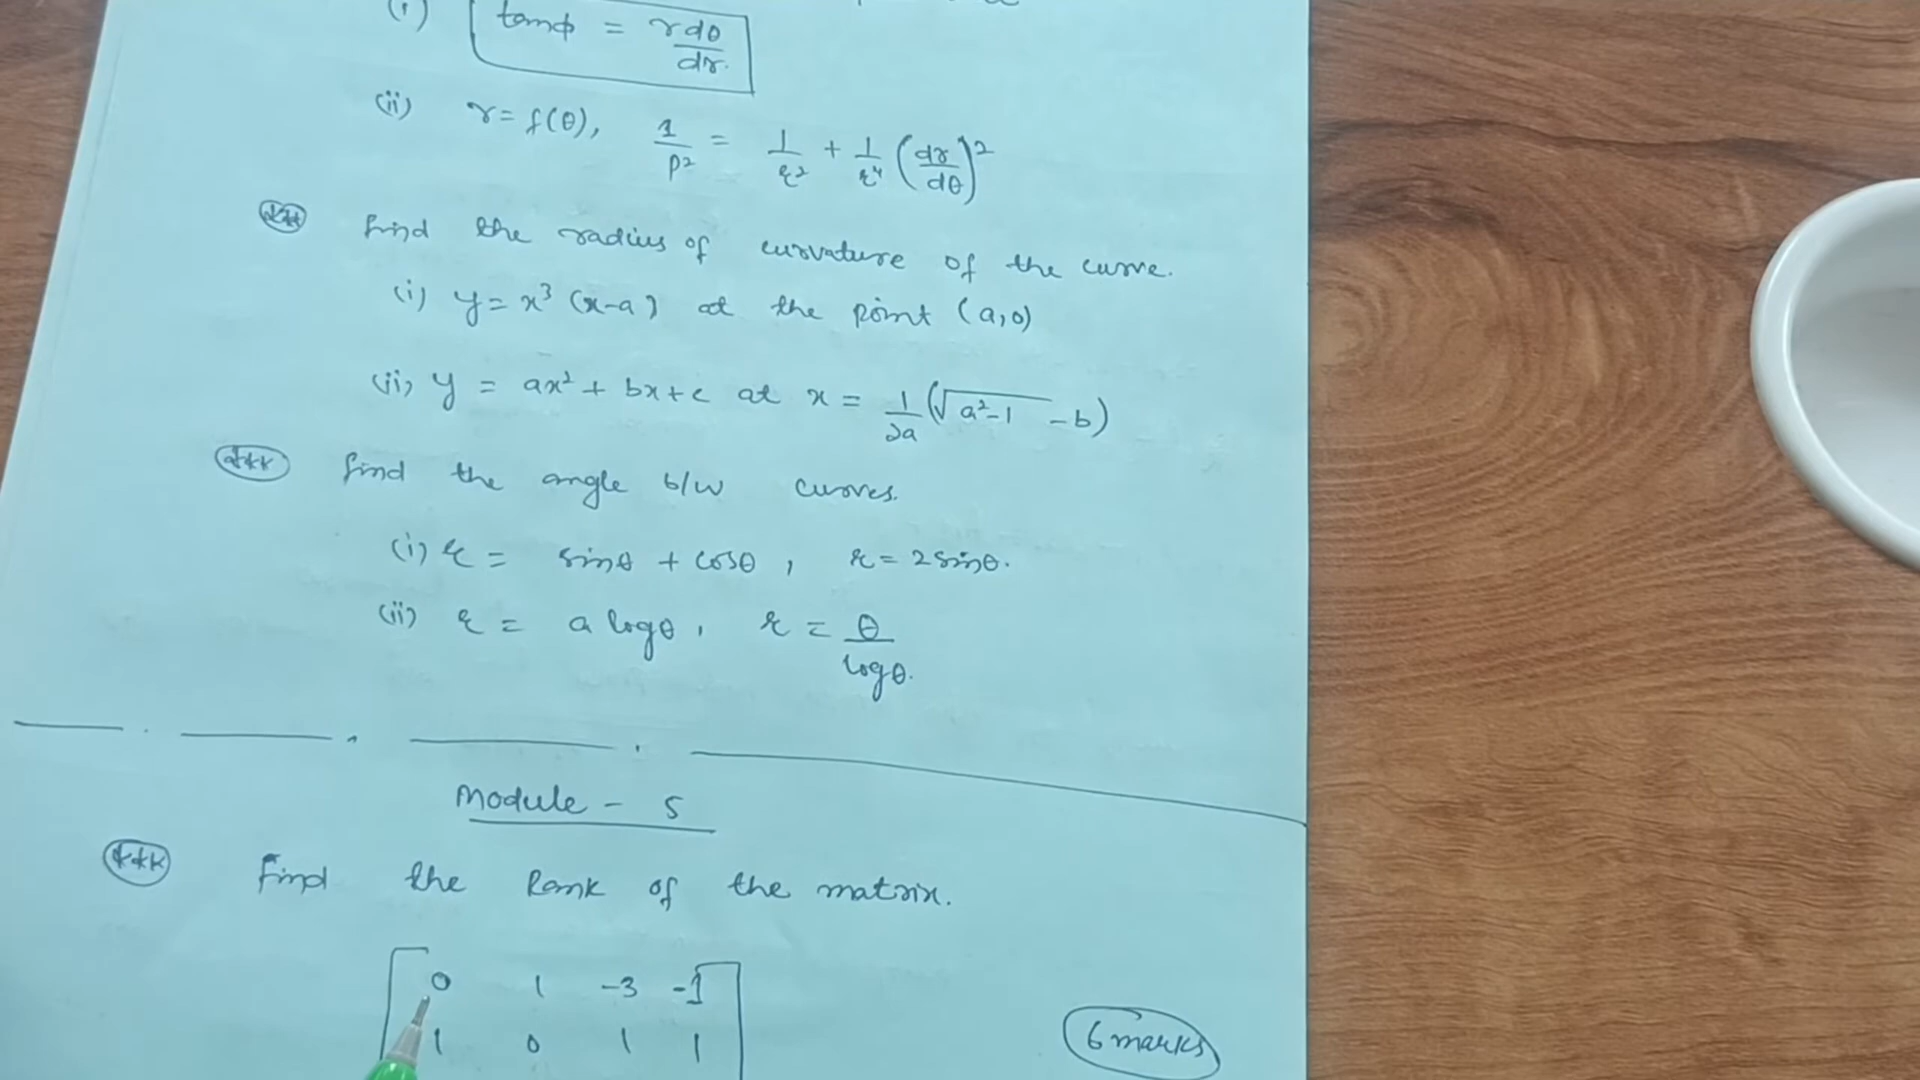 (i) tanϕ = rdθ/dr.
(ii) r = f(θ), 1/p² = 1/r² + 1/r⁴ (dr/dθ)²
*** find the radius of curvature of the curve.
(i) y = x³ (x-a) at the point (a,0)
(ii) y = ax² + bx + c at x = 1/2a (√a²-1 - b)
*** find the angle b/w curves.
(i) r = sinθ + cosθ, r = 2 sinθ.
(ii) r = a logθ, r = θ/logθ.
Module - 5
*** Find the Rank of the matrix.
0 1 -3 -1
1 0 1 1
6 marks